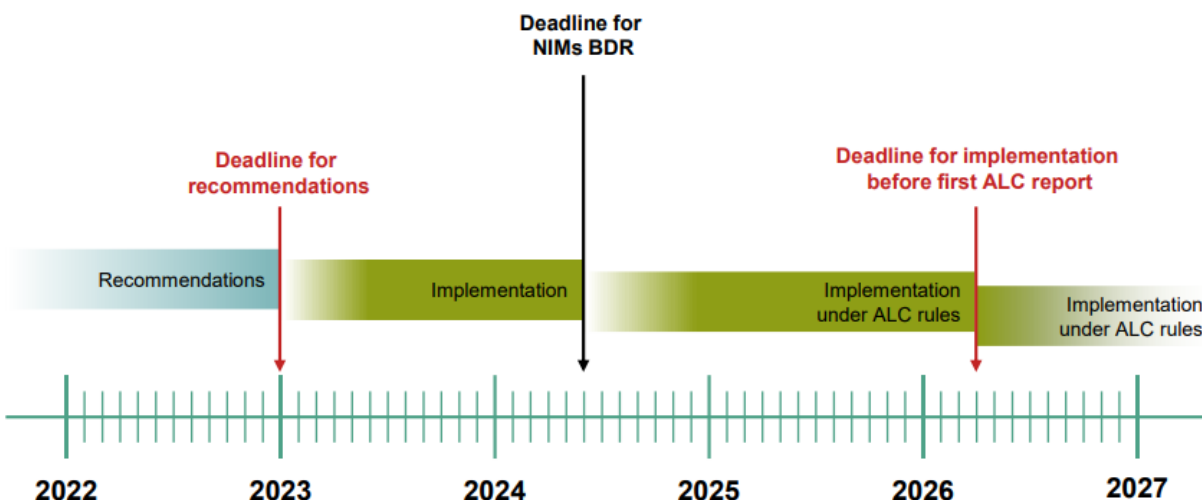 Deadline for
NIMs BDR
Deadline for
recommendations
Deadline for implementation
before first ALC report
Recommendations
Implementation
Implementation
under ALC rules
Implementation
under ALC rules
2022
2023
2024
2025
2026
2027